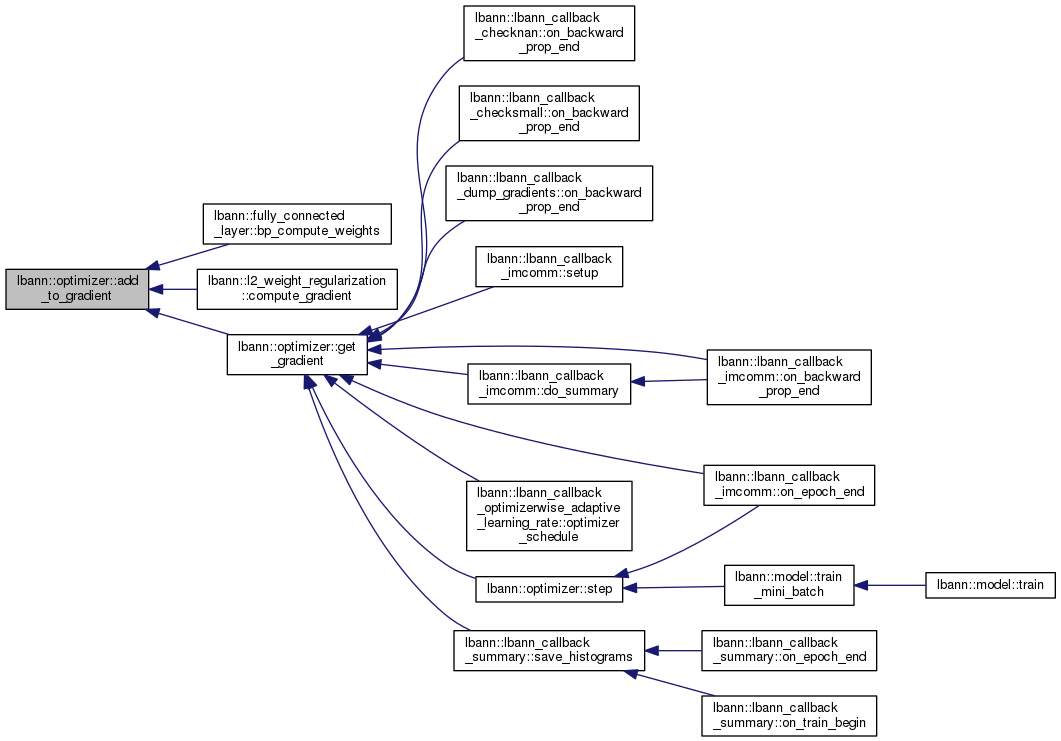 lbann::lbann_callback
_checknan::on_backward
_prop_end
lbann::lbann_callback
_checksmall::on_backward
_prop_end
lbann::lbann_callback
_dump_gradients::on_backward
_prop_end
lbann::fully_connected
_layer::bp_compute_weights
lbann::lbann_callback
_imcomm::setup
lbann::optimizer::add
_to_gradient
lbann::l2_weight_regularization
::compute_gradient
lbann::optimizer::get
_gradient
lbann::lbann_callback
_imcomm::do_summary
lbann::lbann_callback
_imcomm::on_backward
_prop_end
lbann::lbann_callback
_imcomm::on_epoch_end
lbann::lbann_callback
_optimizerwise_adaptive
_learning_rate::optimizer
_schedule
lbann::optimizer::step
lbann::model::train
_mini_batch
lbann::model::train
lbann::lbann_callback
_summary::save_histograms
lbann::lbann_callback
_summary::on_epoch_end
lbann::lbann_callback
_summary::on_train_begin